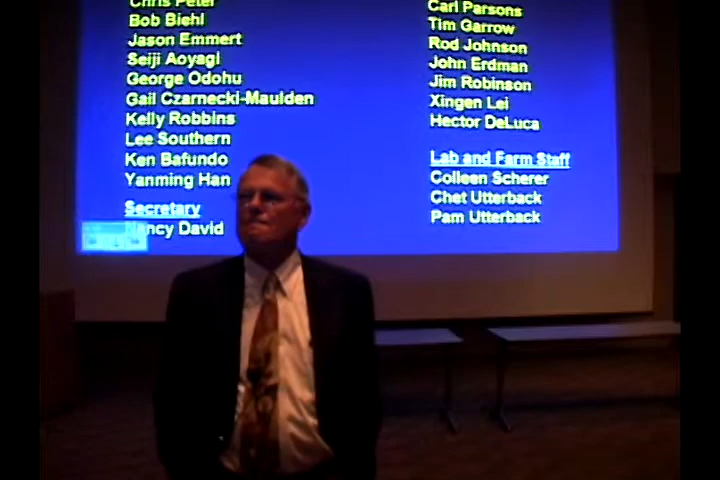 Chris Peter
Bob Biehl
Jason Emmert
Seiji Aoyagi
George Odohu
Gail Czarnecki-Maulden
Kelly Robbins
Lee Southern
Ken Bafundo
Yanming Han
Secretary
Nancy David
Carl Parsons
Tim Garrow
Rod Johnson
John Erdman
Jim Robinson
Xingen Lei
Hector DeLuca
Lab and Farm Staff
Colleen Scherer
Chet Utterback
Pam Utterback